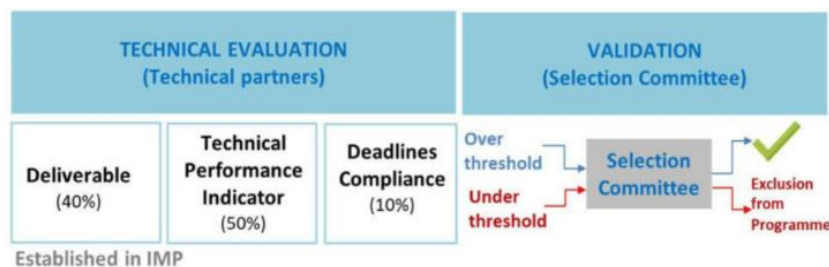 TECHNICAL EVALUATION
(Technical partners)
VALIDATION
(Selection Committee)
Deliverable
(40%)
Technical
Performance
Indicator
(50%)
Deadlines
Compliance
(10%)
Over
threshold
Under
threshold
Selection
Committee
Exclusion
from
Programme
Established in IMP